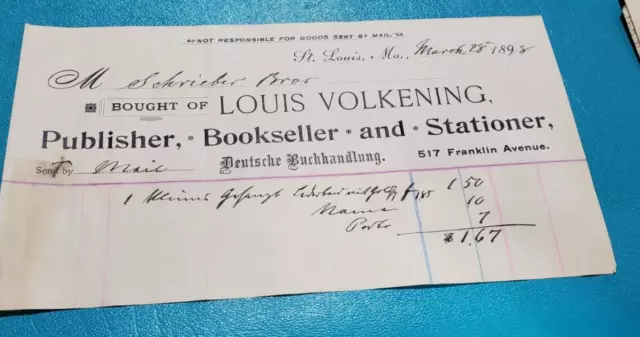 NOT RESPONSIBLE FOR GOODS SENT BY MAIL
St. Louis, Mo., March 28 1898
M Schrieber Bros
BOUGHT OF LOUIS VOLKENING,
Publisher, Bookseller and Stationer,
Sent by Mail Deutsche Buchhandlung. 517 Franklin Avenue.
1 kleines 1 50
Name 10
Porto 7
$1.67